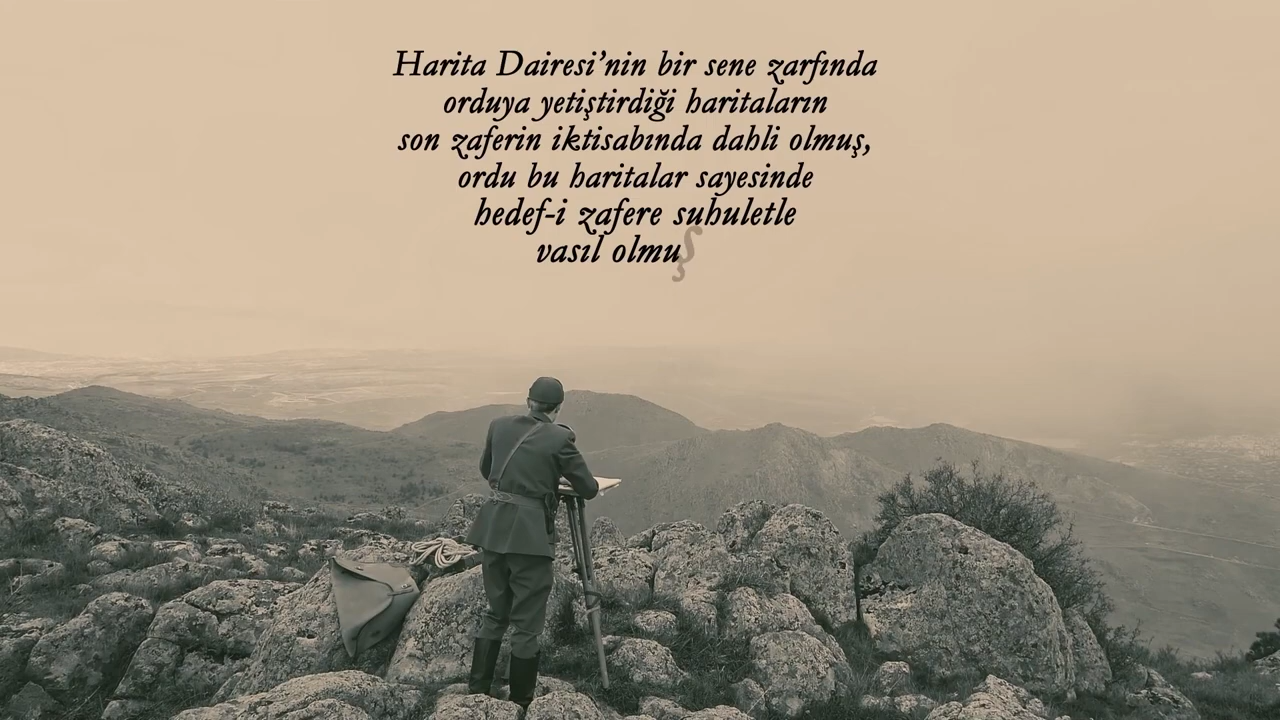 Harita Dairesi’nin bir sene zarfında
orduya yetiştirdiği haritaların
son zaferin iktisabında dahli olmuş,
ordu bu haritalar sayesinde
hedef-i zafere suhuletle
vasıl olmuş